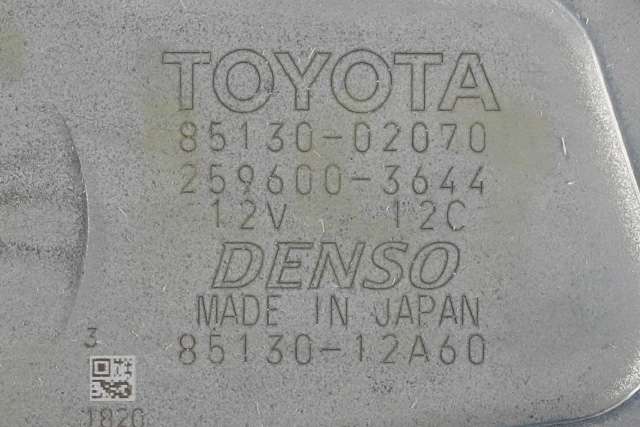 TOYOTA
85130-02070
259600-3644
12V 12C
DENSO
MADE IN JAPAN
85130-12A60
3
1820